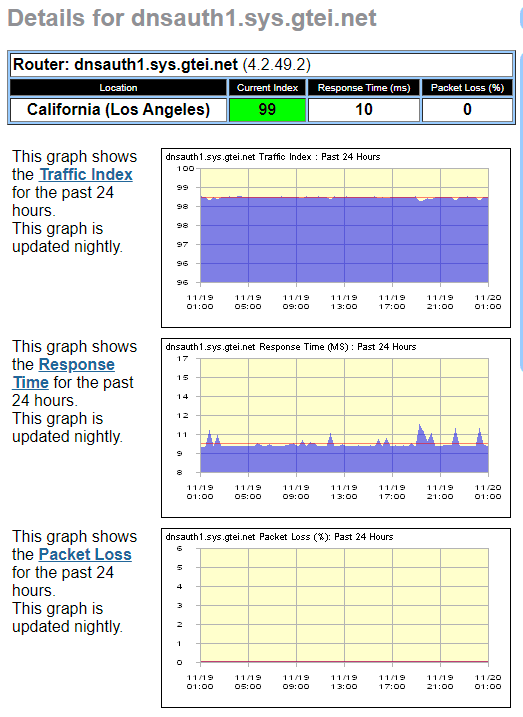 Details for dnsauth1.sys.gtei.net
Router: dnsauth1.sys.gtei.net (4.2.49.2)
Location Current Index Response Time (ms) Packet Loss (%)
California (Los Angeles) 99 10 0
This graph shows
the Traffic Index
for the past 24
hours.
This graph is
updated nightly.
dnsauth1.sys.gtei.net Traffic Index : Past 24 Hours
100
99
98
98
97
96
96
11/19 11/19 11/19 11/19 11/19 11/19 11/20
01:00 05:00 09:00 13:00 17:00 21:00 01:00
This graph shows
the Response
Time for the past
24 hours.
This graph is
updated nightly.
dnsauth1.sys.gtei.net Response Time (MS) : Past 24 Hours
17
15
14
12
11
9
8
11/19 11/19 11/19 11/19 11/19 11/19 11/20
01:00 05:00 09:00 13:00 17:00 21:00 01:00
This graph shows
the Packet Loss
for the past 24
hours.
This graph is
updated nightly.
dnsauth1.sys.gtei.net Packet Loss (%): Past 24 Hours
6
5
4
3
2
1
0
11/19 11/19 11/19 11/19 11/19 11/19 11/20
01:00 05:00 09:00 13:00 17:00 21:00 01:00